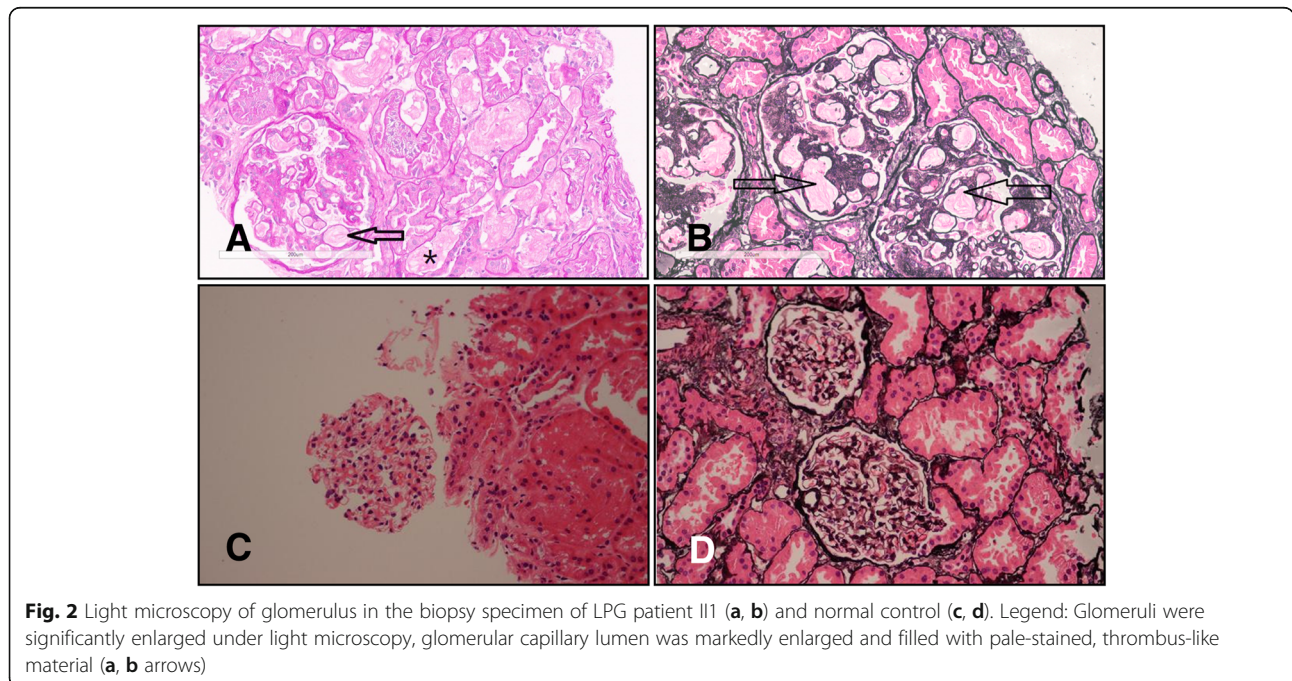 A
200um
*
B
200um
C
D
Fig. 2 Light microscopy of glomerulus in the biopsy specimen of LPG patient II1 (a, b) and normal control (c, d). Legend: Glomeruli were
significantly enlarged under light microscopy, glomerular capillary lumen was markedly enlarged and filled with pale-stained, thrombus-like
material (a, b arrows)